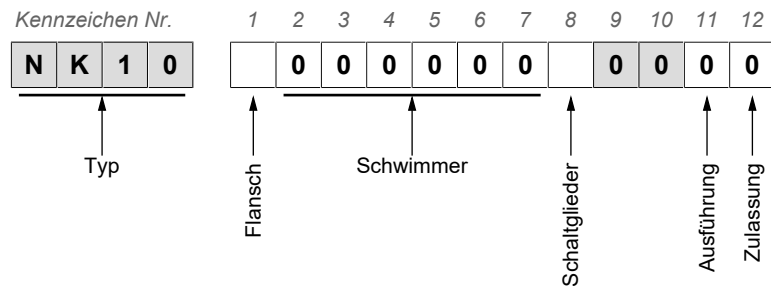 Kennzeichen Nr. 1 2 3 4 5 6 7 8 9 10 11 12
N K 1 0 0 0 0 0 0 0 0 0 0 0
Typ
Flansch
Schwimmer
Schaltglieder
Ausführung
Zulassung